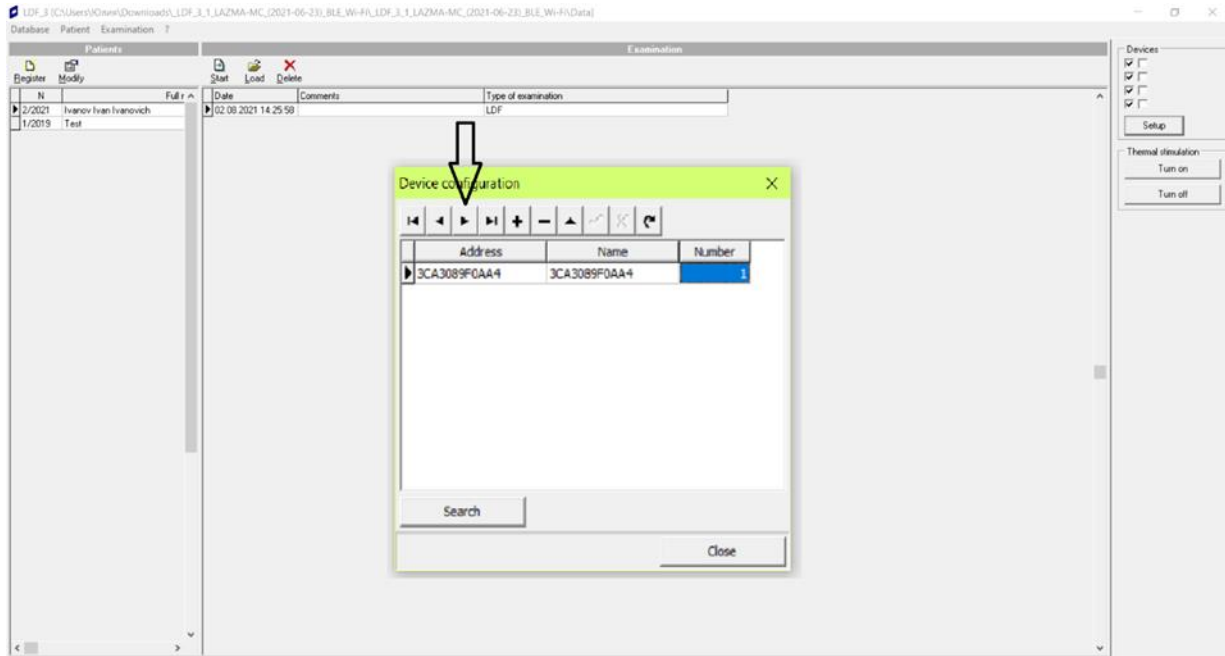 LDF_3 [C:\Users\Юлия\Downloads\_LDF_3_1_LAZMA-MC_(2021-06-23)_BLE_Wi-Fi\_LDF_3_1_LAZMA-MC_(2021-06-23)_BLE_Wi-Fi\Data]
Database Patient Examination ?
Patients Examination
Register Modify Start Load Delete
N Full r Date Comments Type of examination
2/2021 Ivanov Ivan Ivanovich 02.08.2021 14:25:58 LDF
1/2019 Test
Devices
Setup
Thermal stimulation
Turn on
Turn off
Device configuration
Address Name Number
3CA3089F0AA4 3CA3089F0AA4 1
Search
Close